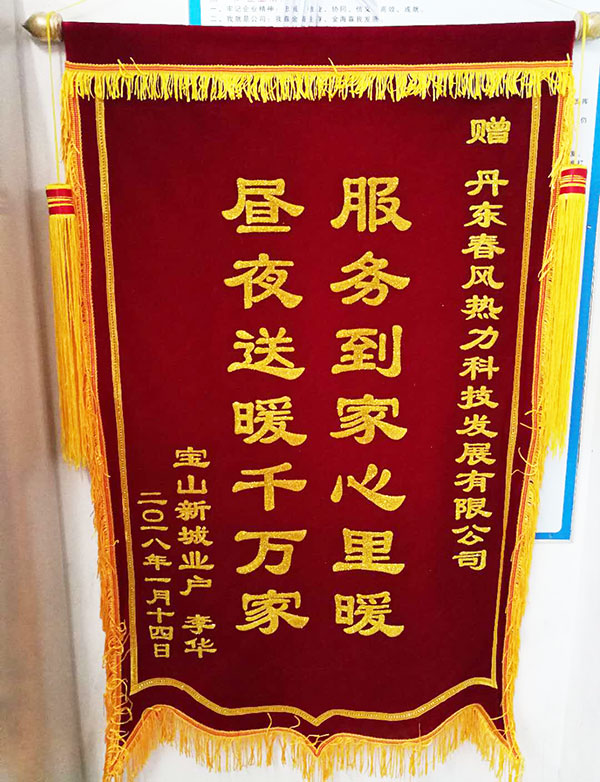 赠 丹东春风热力科技发展有限公司
服务到家心里暖
昼夜送暖千万家
宝山新城业户 李华
二〇一八年一月十四日